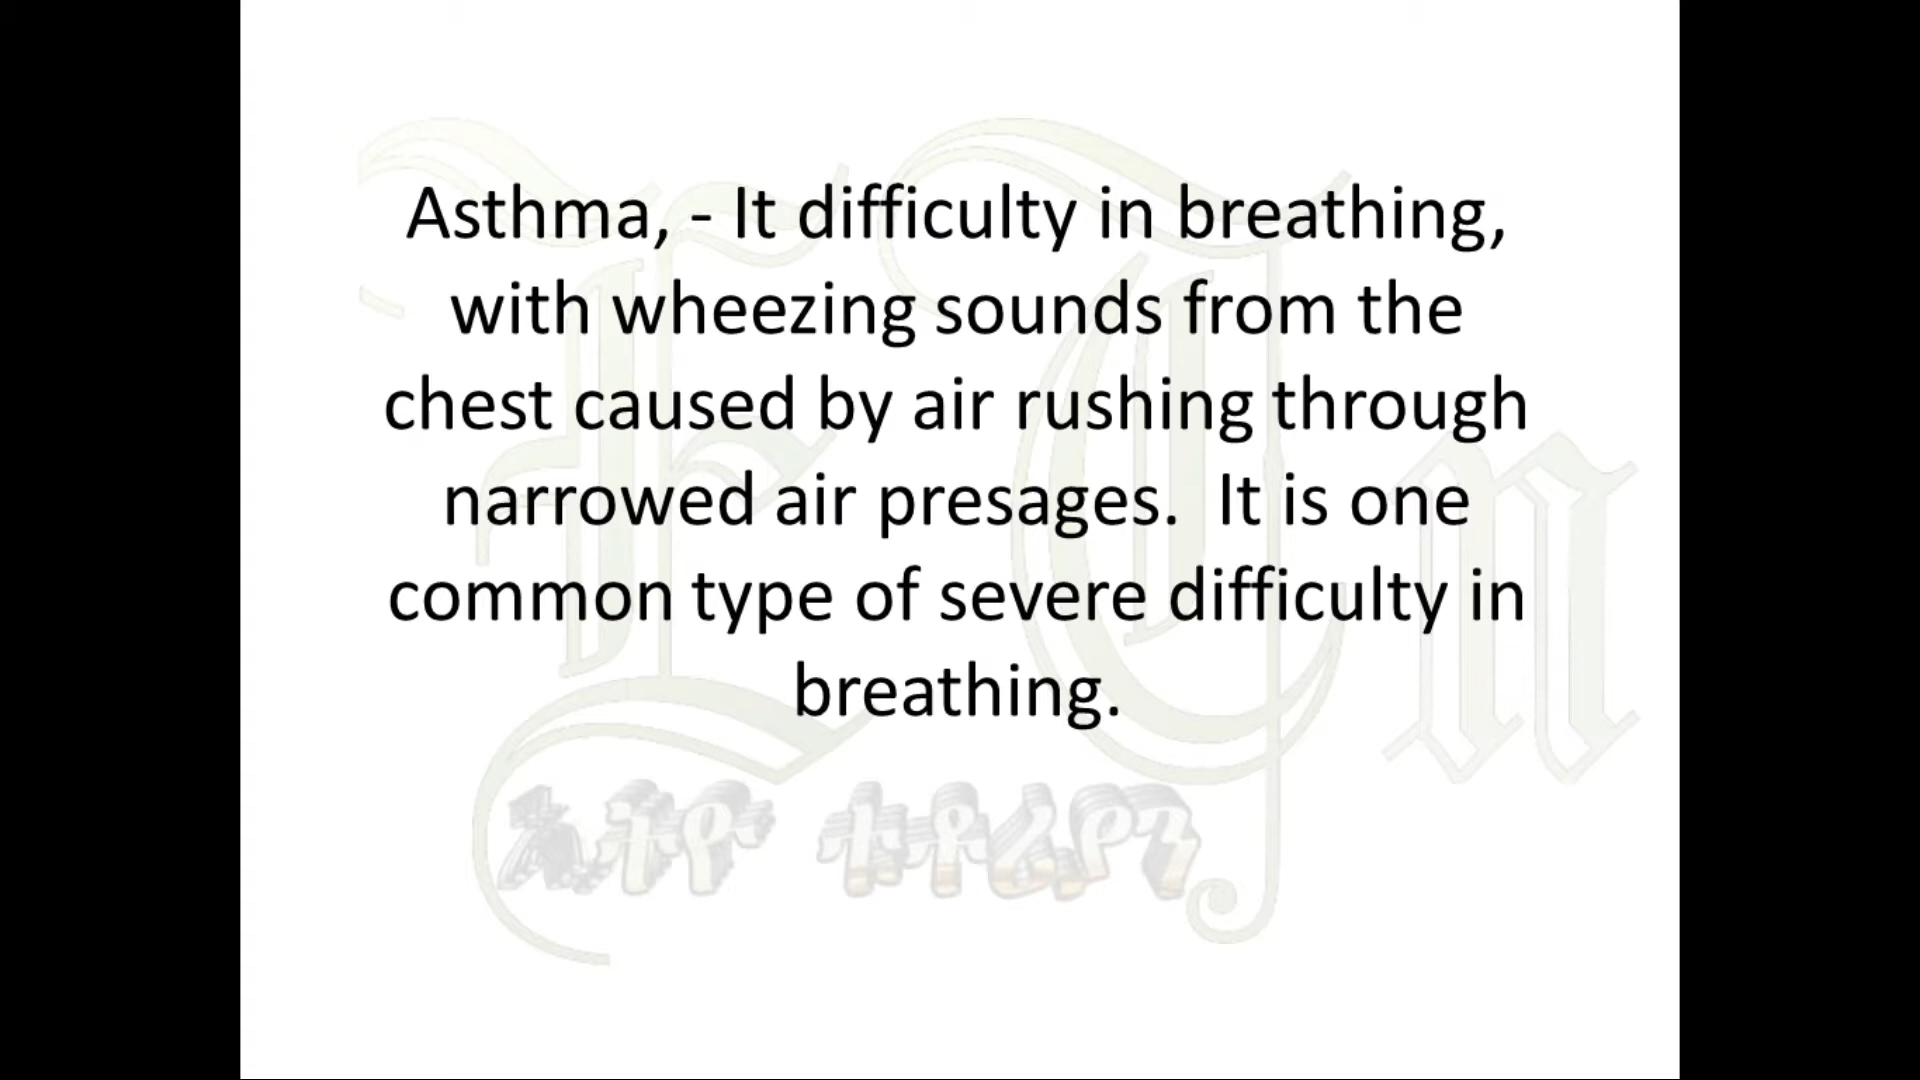 Asthma, - It difficulty in breathing,
with wheezing sounds from the
chest caused by air rushing through
narrowed air presages.  It is one
common type of severe difficulty in
breathing.